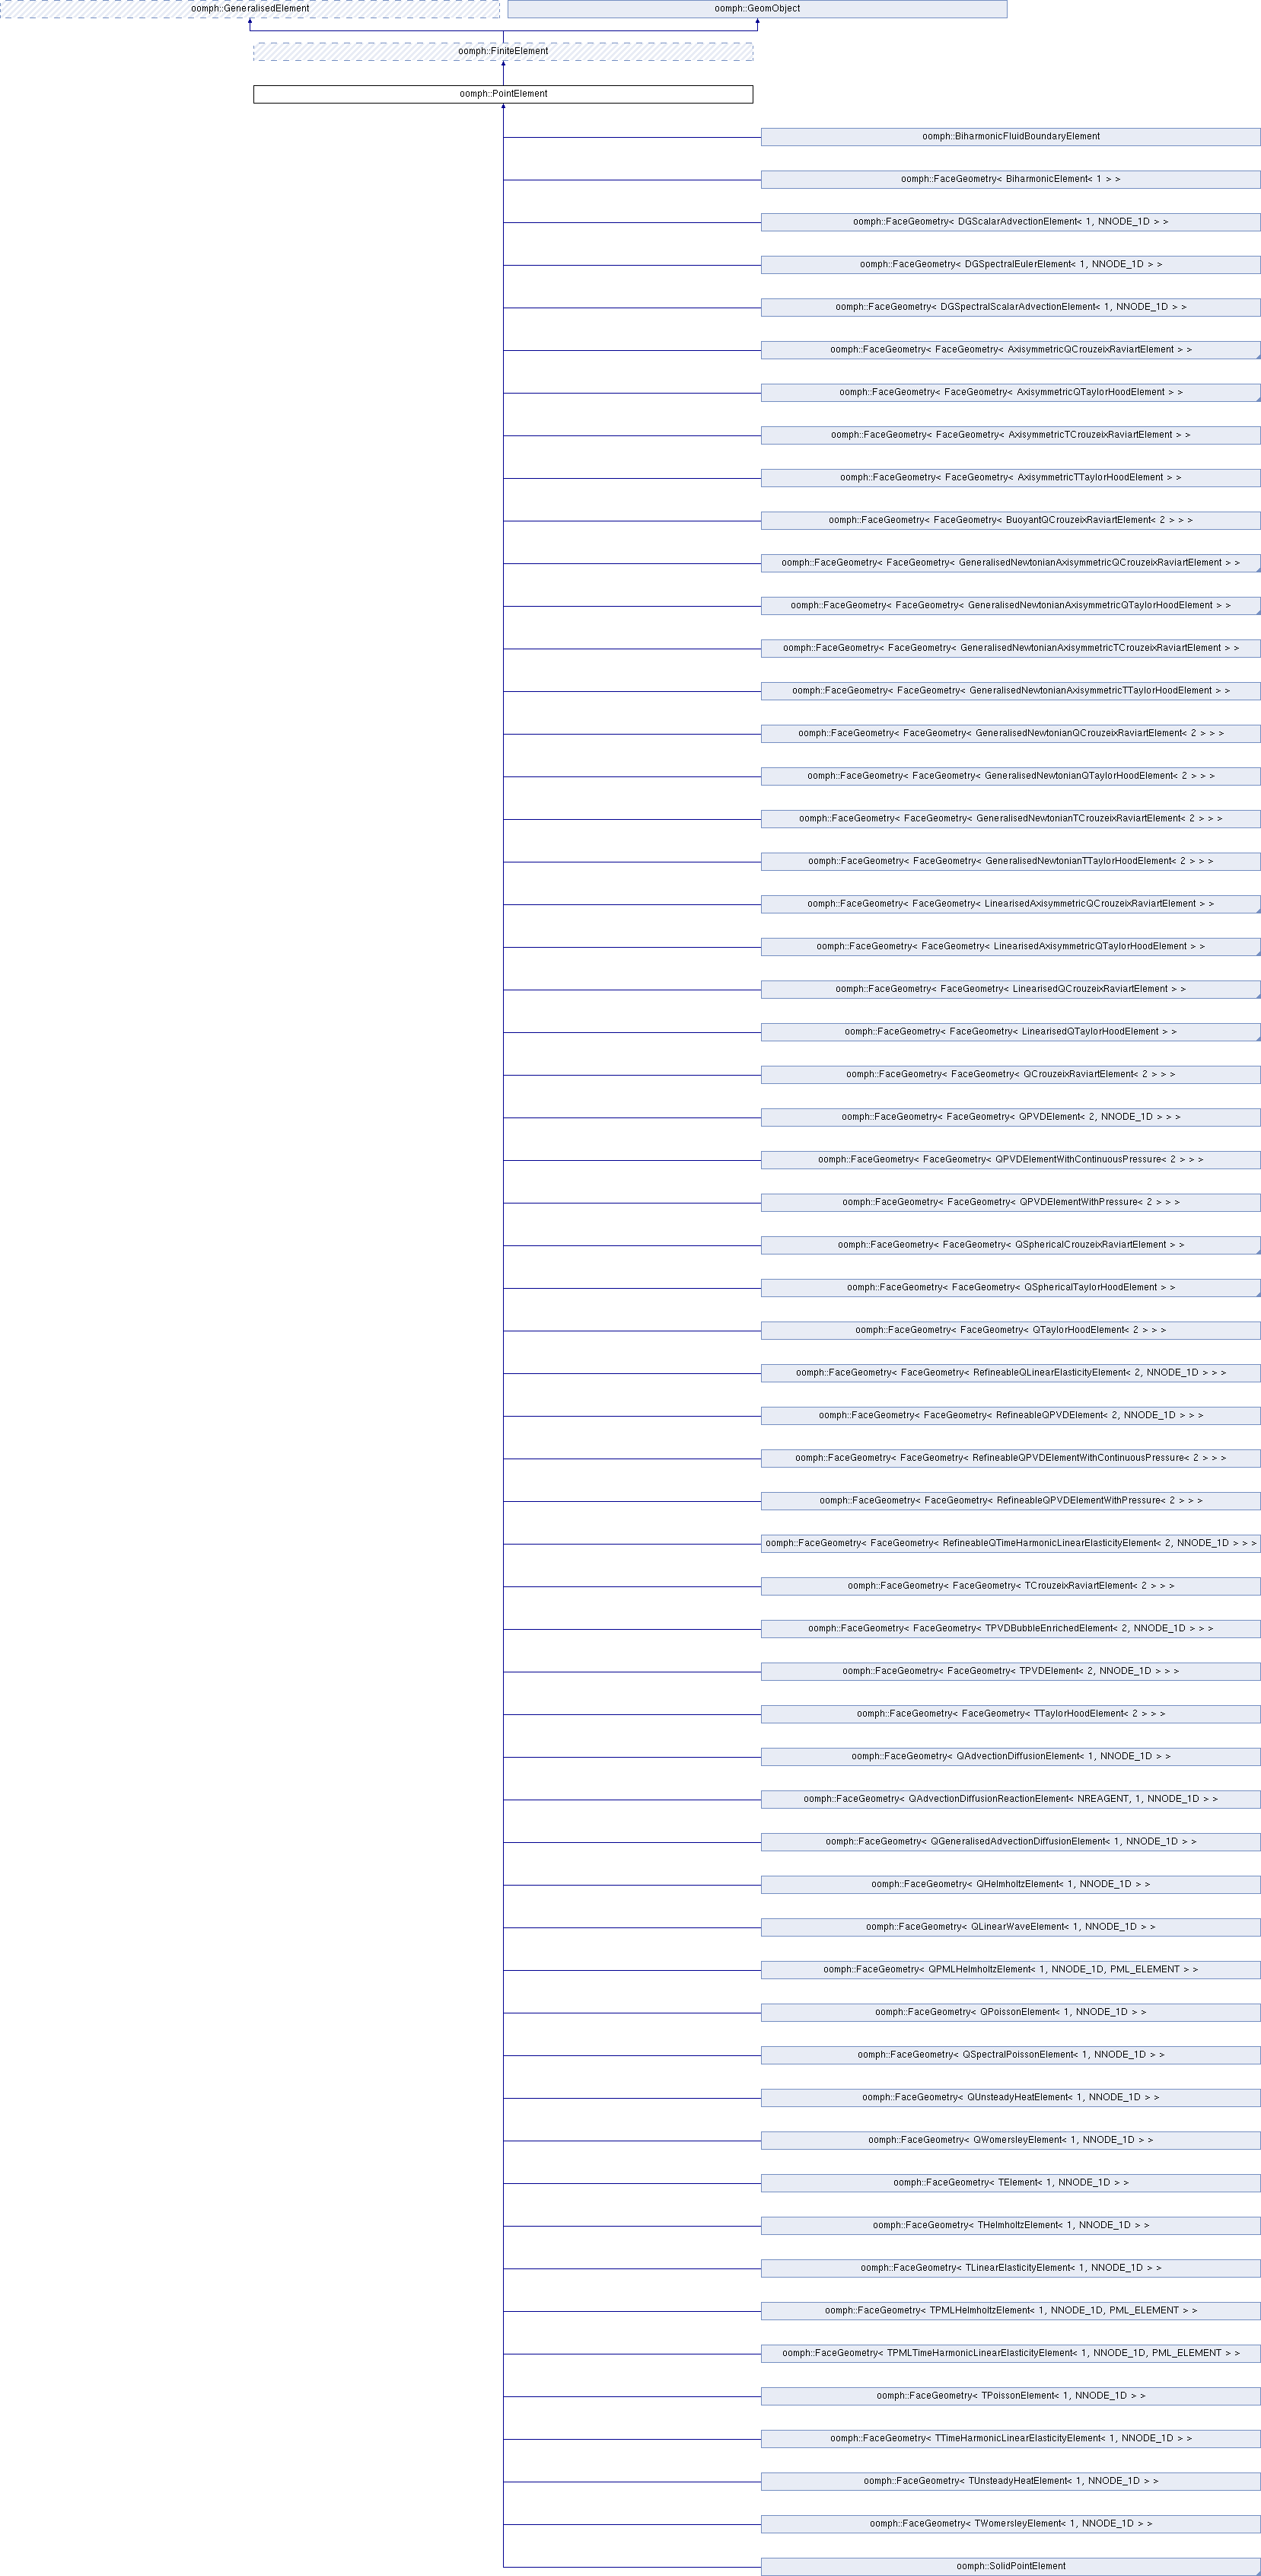 oomph::GeneralisedElement
oomph::GeomObject
oomph::FiniteElement
oomph::PointElement
oomph::BiharmonicFluidBoundaryElement
oomph::FaceGeometry< BiharmonicElement< 1 > >
oomph::FaceGeometry< DGScalarAdvectionElement< 1, NNODE_1D > >
oomph::FaceGeometry< DGSpectralEulerElement< 1, NNODE_1D > >
oomph::FaceGeometry< DGSpectralScalarAdvectionElement< 1, NNODE_1D > >
oomph::FaceGeometry< FaceGeometry< AxisymmetricQCrouzeixRaviartElement > >
oomph::FaceGeometry< FaceGeometry< AxisymmetricQTaylorHoodElement > >
oomph::FaceGeometry< FaceGeometry< AxisymmetricTCrouzeixRaviartElement > >
oomph::FaceGeometry< FaceGeometry< AxisymmetricTTaylorHoodElement > >
oomph::FaceGeometry< FaceGeometry< BuoyantQCrouzeixRaviartElement< 2 > > >
oomph::FaceGeometry< FaceGeometry< GeneralisedNewtonianAxisymmetricQCrouzeixRaviartElement > >
oomph::FaceGeometry< FaceGeometry< GeneralisedNewtonianAxisymmetricQTaylorHoodElement > >
oomph::FaceGeometry< FaceGeometry< GeneralisedNewtonianAxisymmetricTCrouzeixRaviartElement > >
oomph::FaceGeometry< FaceGeometry< GeneralisedNewtonianAxisymmetricTTaylorHoodElement > >
oomph::FaceGeometry< FaceGeometry< GeneralisedNewtonianQCrouzeixRaviartElement< 2 > > >
oomph::FaceGeometry< FaceGeometry< GeneralisedNewtonianQTaylorHoodElement< 2 > > >
oomph::FaceGeometry< FaceGeometry< GeneralisedNewtonianTCrouzeixRaviartElement< 2 > > >
oomph::FaceGeometry< FaceGeometry< GeneralisedNewtonianTTaylorHoodElement< 2 > > >
oomph::FaceGeometry< FaceGeometry< LinearisedAxisymmetricQCrouzeixRaviartElement > >
oomph::FaceGeometry< FaceGeometry< LinearisedAxisymmetricQTaylorHoodElement > >
oomph::FaceGeometry< FaceGeometry< LinearisedQCrouzeixRaviartElement > >
oomph::FaceGeometry< FaceGeometry< LinearisedQTaylorHoodElement > >
oomph::FaceGeometry< FaceGeometry< QCrouzeixRaviartElement< 2 > > >
oomph::FaceGeometry< FaceGeometry< QPVDElement< 2, NNODE_1D > > >
oomph::FaceGeometry< FaceGeometry< QPVDElementWithContinuousPressure< 2 > > >
oomph::FaceGeometry< FaceGeometry< QPVDElementWithPressure< 2 > > >
oomph::FaceGeometry< FaceGeometry< QSphericalCrouzeixRaviartElement > >
oomph::FaceGeometry< FaceGeometry< QSphericalTaylorHoodElement > >
oomph::FaceGeometry< FaceGeometry< QTaylorHoodElement< 2 > > >
oomph::FaceGeometry< FaceGeometry< RefineableQLinearElasticityElement< 2, NNODE_1D > > >
oomph::FaceGeometry< FaceGeometry< RefineableQPVDElement< 2, NNODE_1D > > >
oomph::FaceGeometry< FaceGeometry< RefineableQPVDElementWithContinuousPressure< 2 > > >
oomph::FaceGeometry< FaceGeometry< RefineableQPVDElementWithPressure< 2 > > >
oomph::FaceGeometry< FaceGeometry< RefineableQTimeHarmonicLinearElasticityElement< 2, NNODE_1D > > >
oomph::FaceGeometry< FaceGeometry< TCrouzeixRaviartElement< 2 > > >
oomph::FaceGeometry< FaceGeometry< TPVDBubbleEnrichedElement< 2, NNODE_1D > > >
oomph::FaceGeometry< FaceGeometry< TPVDElement< 2, NNODE_1D > > >
oomph::FaceGeometry< FaceGeometry< TTaylorHoodElement< 2 > > >
oomph::FaceGeometry< QAdvectionDiffusionElement< 1, NNODE_1D > >
oomph::FaceGeometry< QAdvectionDiffusionReactionElement< NREAGENT, 1, NNODE_1D > >
oomph::FaceGeometry< QGeneralisedAdvectionDiffusionElement< 1, NNODE_1D > >
oomph::FaceGeometry< QHelmholtzElement< 1, NNODE_1D > >
oomph::FaceGeometry< QLinearWaveElement< 1, NNODE_1D > >
oomph::FaceGeometry< QPMLHelmholtzElement< 1, NNODE_1D, PML_ELEMENT > >
oomph::FaceGeometry< QPoissonElement< 1, NNODE_1D > >
oomph::FaceGeometry< QSpectralPoissonElement< 1, NNODE_1D > >
oomph::FaceGeometry< QUnsteadyHeatElement< 1, NNODE_1D > >
oomph::FaceGeometry< QWomersleyElement< 1, NNODE_1D > >
oomph::FaceGeometry< TElement< 1, NNODE_1D > >
oomph::FaceGeometry< THelmholtzElement< 1, NNODE_1D > >
oomph::FaceGeometry< TLinearElasticityElement< 1, NNODE_1D > >
oomph::FaceGeometry< TPMLHelmholtzElement< 1, NNODE_1D, PML_ELEMENT > >
oomph::FaceGeometry< TPMLTimeHarmonicLinearElasticityElement< 1, NNODE_1D, PML_ELEMENT > >
oomph::FaceGeometry< TPoissonElement< 1, NNODE_1D > >
oomph::FaceGeometry< TTimeHarmonicLinearElasticityElement< 1, NNODE_1D > >
oomph::FaceGeometry< TUnsteadyHeatElement< 1, NNODE_1D > >
oomph::FaceGeometry< TWomersleyElement< 1, NNODE_1D > >
oomph::SolidPointElement